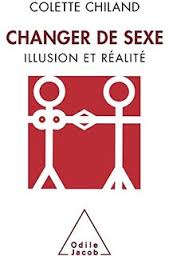 COLETTE CHILAND
CHANGER DE SEXE
ILLUSION ET RÉALITÉ
Odile
Jacob